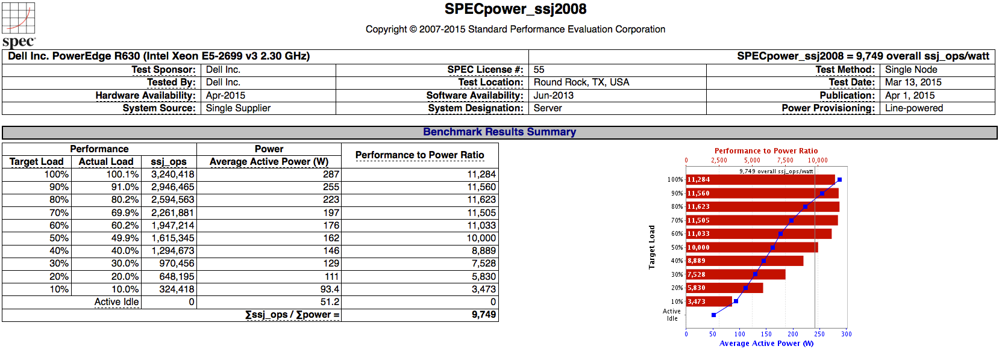 SPECpower_ssj2008
Copyright © 2007-2015 Standard Performance Evaluation Corporation
spec®
Dell Inc. PowerEdge R630 (Intel Xeon E5-2699 v3 2.30 GHz) SPECpower_ssj2008 = 9,749 overall ssj_ops/watt
Test Sponsor: Dell Inc. SPEC License #: 55 Test Method: Single Node
Tested By: Dell Inc. Test Location: Round Rock, TX, USA Test Date: Mar 13, 2015
Hardware Availability: Apr-2015 Software Availability: Jun-2013 Publication: Apr 1, 2015
System Source: Single Supplier System Designation: Server Power Provisioning: Line-powered
Benchmark Results Summary
Performance Power Performance to Power Ratio
Target Load Actual Load ssj_ops Average Active Power (W)
100% 100.1% 3,240,418 287 11,284
90% 91.0% 2,946,465 255 11,560
80% 80.2% 2,594,563 223 11,623
70% 69.9% 2,261,881 197 11,505
60% 60.2% 1,947,214 176 11,033
50% 49.9% 1,615,345 162 10,000
40% 40.0% 1,294,673 146 8,889
30% 30.0% 970,456 129 7,528
20% 20.0% 648,195 111 5,830
10% 10.0% 324,418 93.4 3,473
Active Idle 0 51.2 0
∑ssj_ops / ∑power = 9,749
Performance to Power Ratio
0 2,500 5,000 7,500 10,000
9,749 overall ssj_ops/watt
100% 11,284
90% 11,560
80% 11,623
70% 11,505
60% 11,033
50% 10,000
40% 8,889
30% 7,528
20% 5,830
10% 3,473
Active
Idle
Target Load
0 50 100 150 200 250 300
Average Active Power (W)